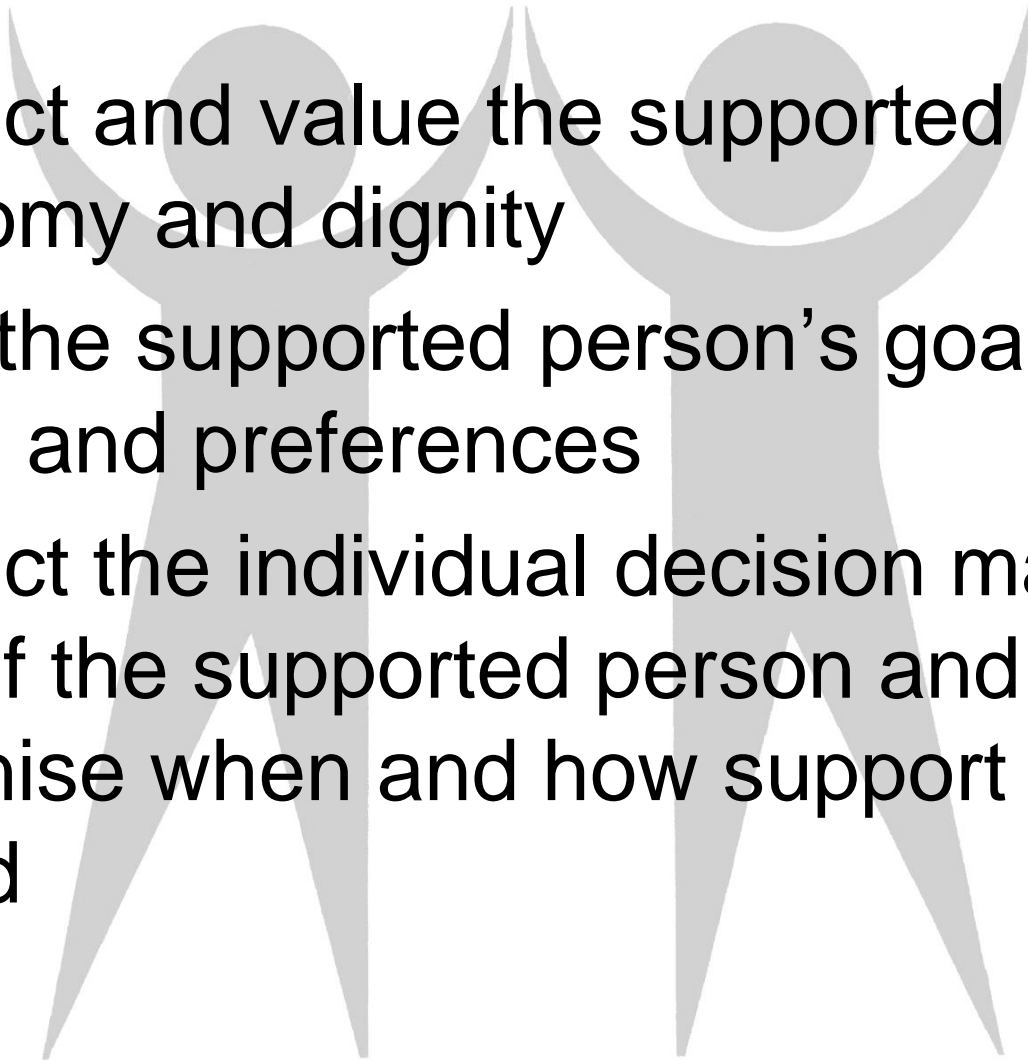 ct and value the supported
omy and dignity
the supported person’s goa
and preferences
ct the individual decision ma
f the supported person and
nise when and how support
d